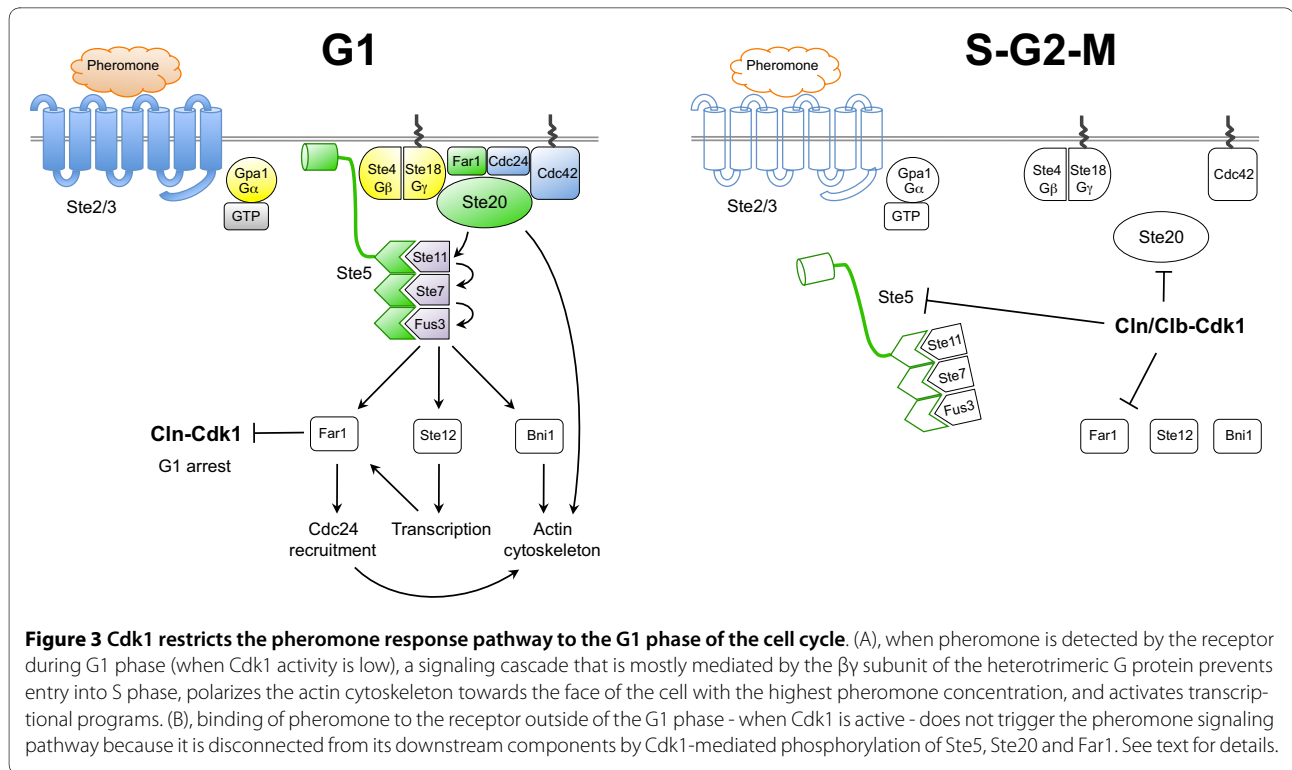 G1
Pheromone
Ste2/3
Gpa1
Gα
GTP
Ste4
Gβ
Ste18
Gγ
Far1
Cdc24
Cdc42
Ste20
Ste5
Ste11
Ste7
Fus3
Cln-Cdk1
G1 arrest
Far1
Ste12
Bni1
Cdc24
recruitment
Transcription
Actin
cytoskeleton
S-G2-M
Pheromone
Ste2/3
Gpa1
Gα
GTP
Ste4
Gβ
Ste18
Gγ
Cdc42
Ste20
Ste5
Cln/Clb-Cdk1
Ste11
Ste7
Fus3
Far1
Ste12
Bni1
Figure 3 Cdk1 restricts the pheromone response pathway to the G1 phase of the cell cycle. (A), when pheromone is detected by the receptor
during G1 phase (when Cdk1 activity is low), a signaling cascade that is mostly mediated by the βγ subunit of the heterotrimeric G protein prevents
entry into S phase, polarizes the actin cytoskeleton towards the face of the cell with the highest pheromone concentration, and activates transcrip-
tional programs. (B), binding of pheromone to the receptor outside of the G1 phase - when Cdk1 is active - does not trigger the pheromone signaling
pathway because it is disconnected from its downstream components by Cdk1-mediated phosphorylation of Ste5, Ste20 and Far1. See text for details.